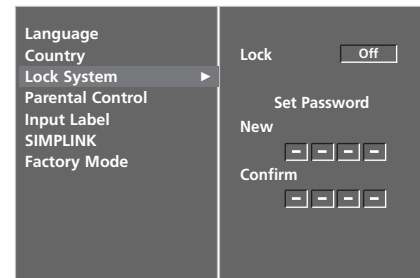 Language
Country
Lock System ►
Parental Control
Input Label
SIMPLINK
Factory Mode
Lock Off
Set Password
New
– – – –
Confirm
– – – –